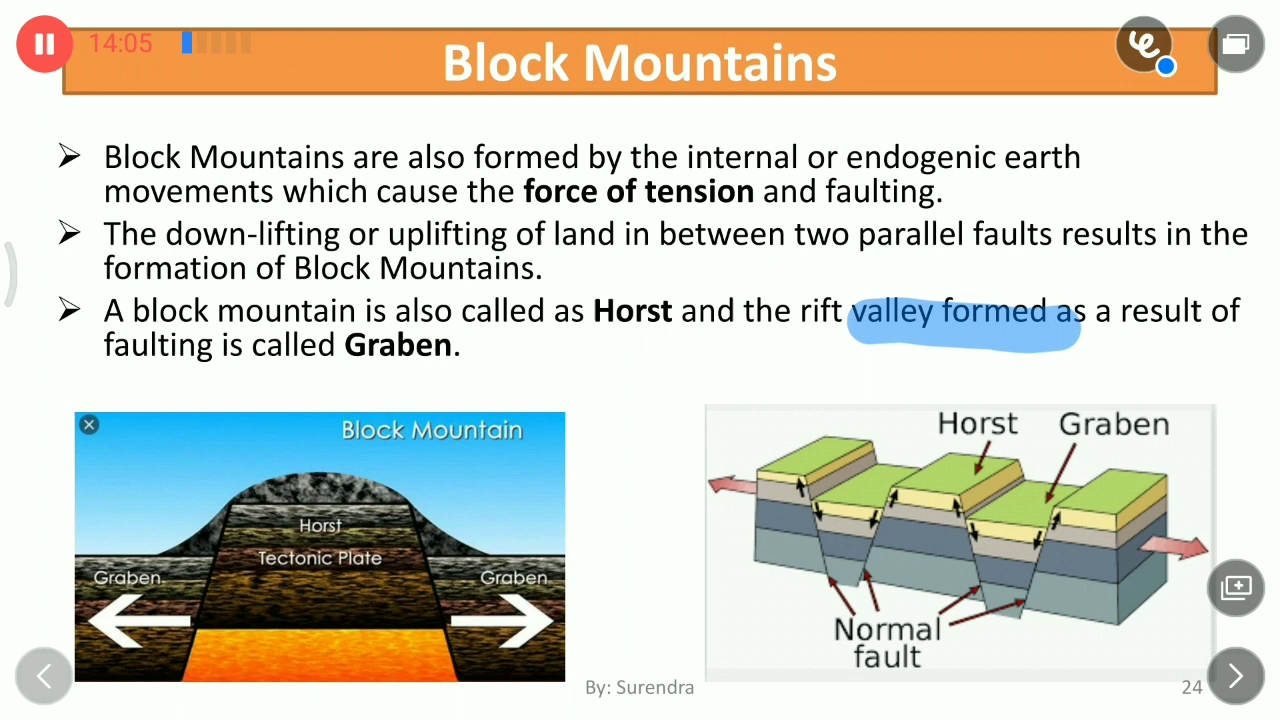 14:05
Block Mountains
➢ Block Mountains are also formed by the internal or endogenic earth
movements which cause the force of tension and faulting.
➢ The down-lifting or uplifting of land in between two parallel faults results in the
formation of Block Mountains.
➢ A block mountain is also called as Horst and the rift valley formed as a result of
faulting is called Graben.
Block Mountain
Horst
Tectonic Plate
Graben
Graben
Horst Graben
Normal
fault
By: Surendra
24